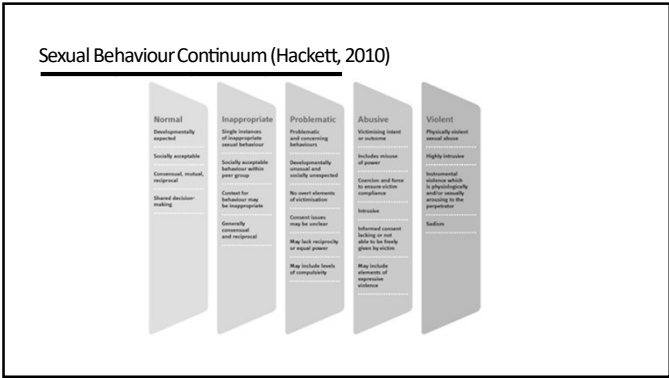 Sexual Behaviour Continuum (Hackett, 2010)
Normal
Developmentally
expected
Socially acceptable
Consensual, mutual,
reciprocal
Shared decision-
making
Inappropriate
Single instances
of inappropriate
sexual behaviour
Socially acceptable
behaviour within
peer group
Context for
behaviour may
be inappropriate
Generally
consensual
and reciprocal
Problematic
Problematic
and concerning
behaviours
Developmentally
unusual and
socially unexpected
No overt elements
of victimisation
Consent issues
may be unclear
May lack reciprocity
or equal power
May include levels
of compulsivity
Abusive
Victimising intent
or outcome
Includes misuse
of power
Coercion and force
to ensure victim
compliance
Intrusive
Informed consent
lacking or not
able to be freely
given by victim
May include
elements of
expressive
violence
Violent
Physically violent
sexual abuse
Highly intrusive
Instrumental
violence which
is physiologically
and/or sexually
arousing to the
perpetrator
Sadism